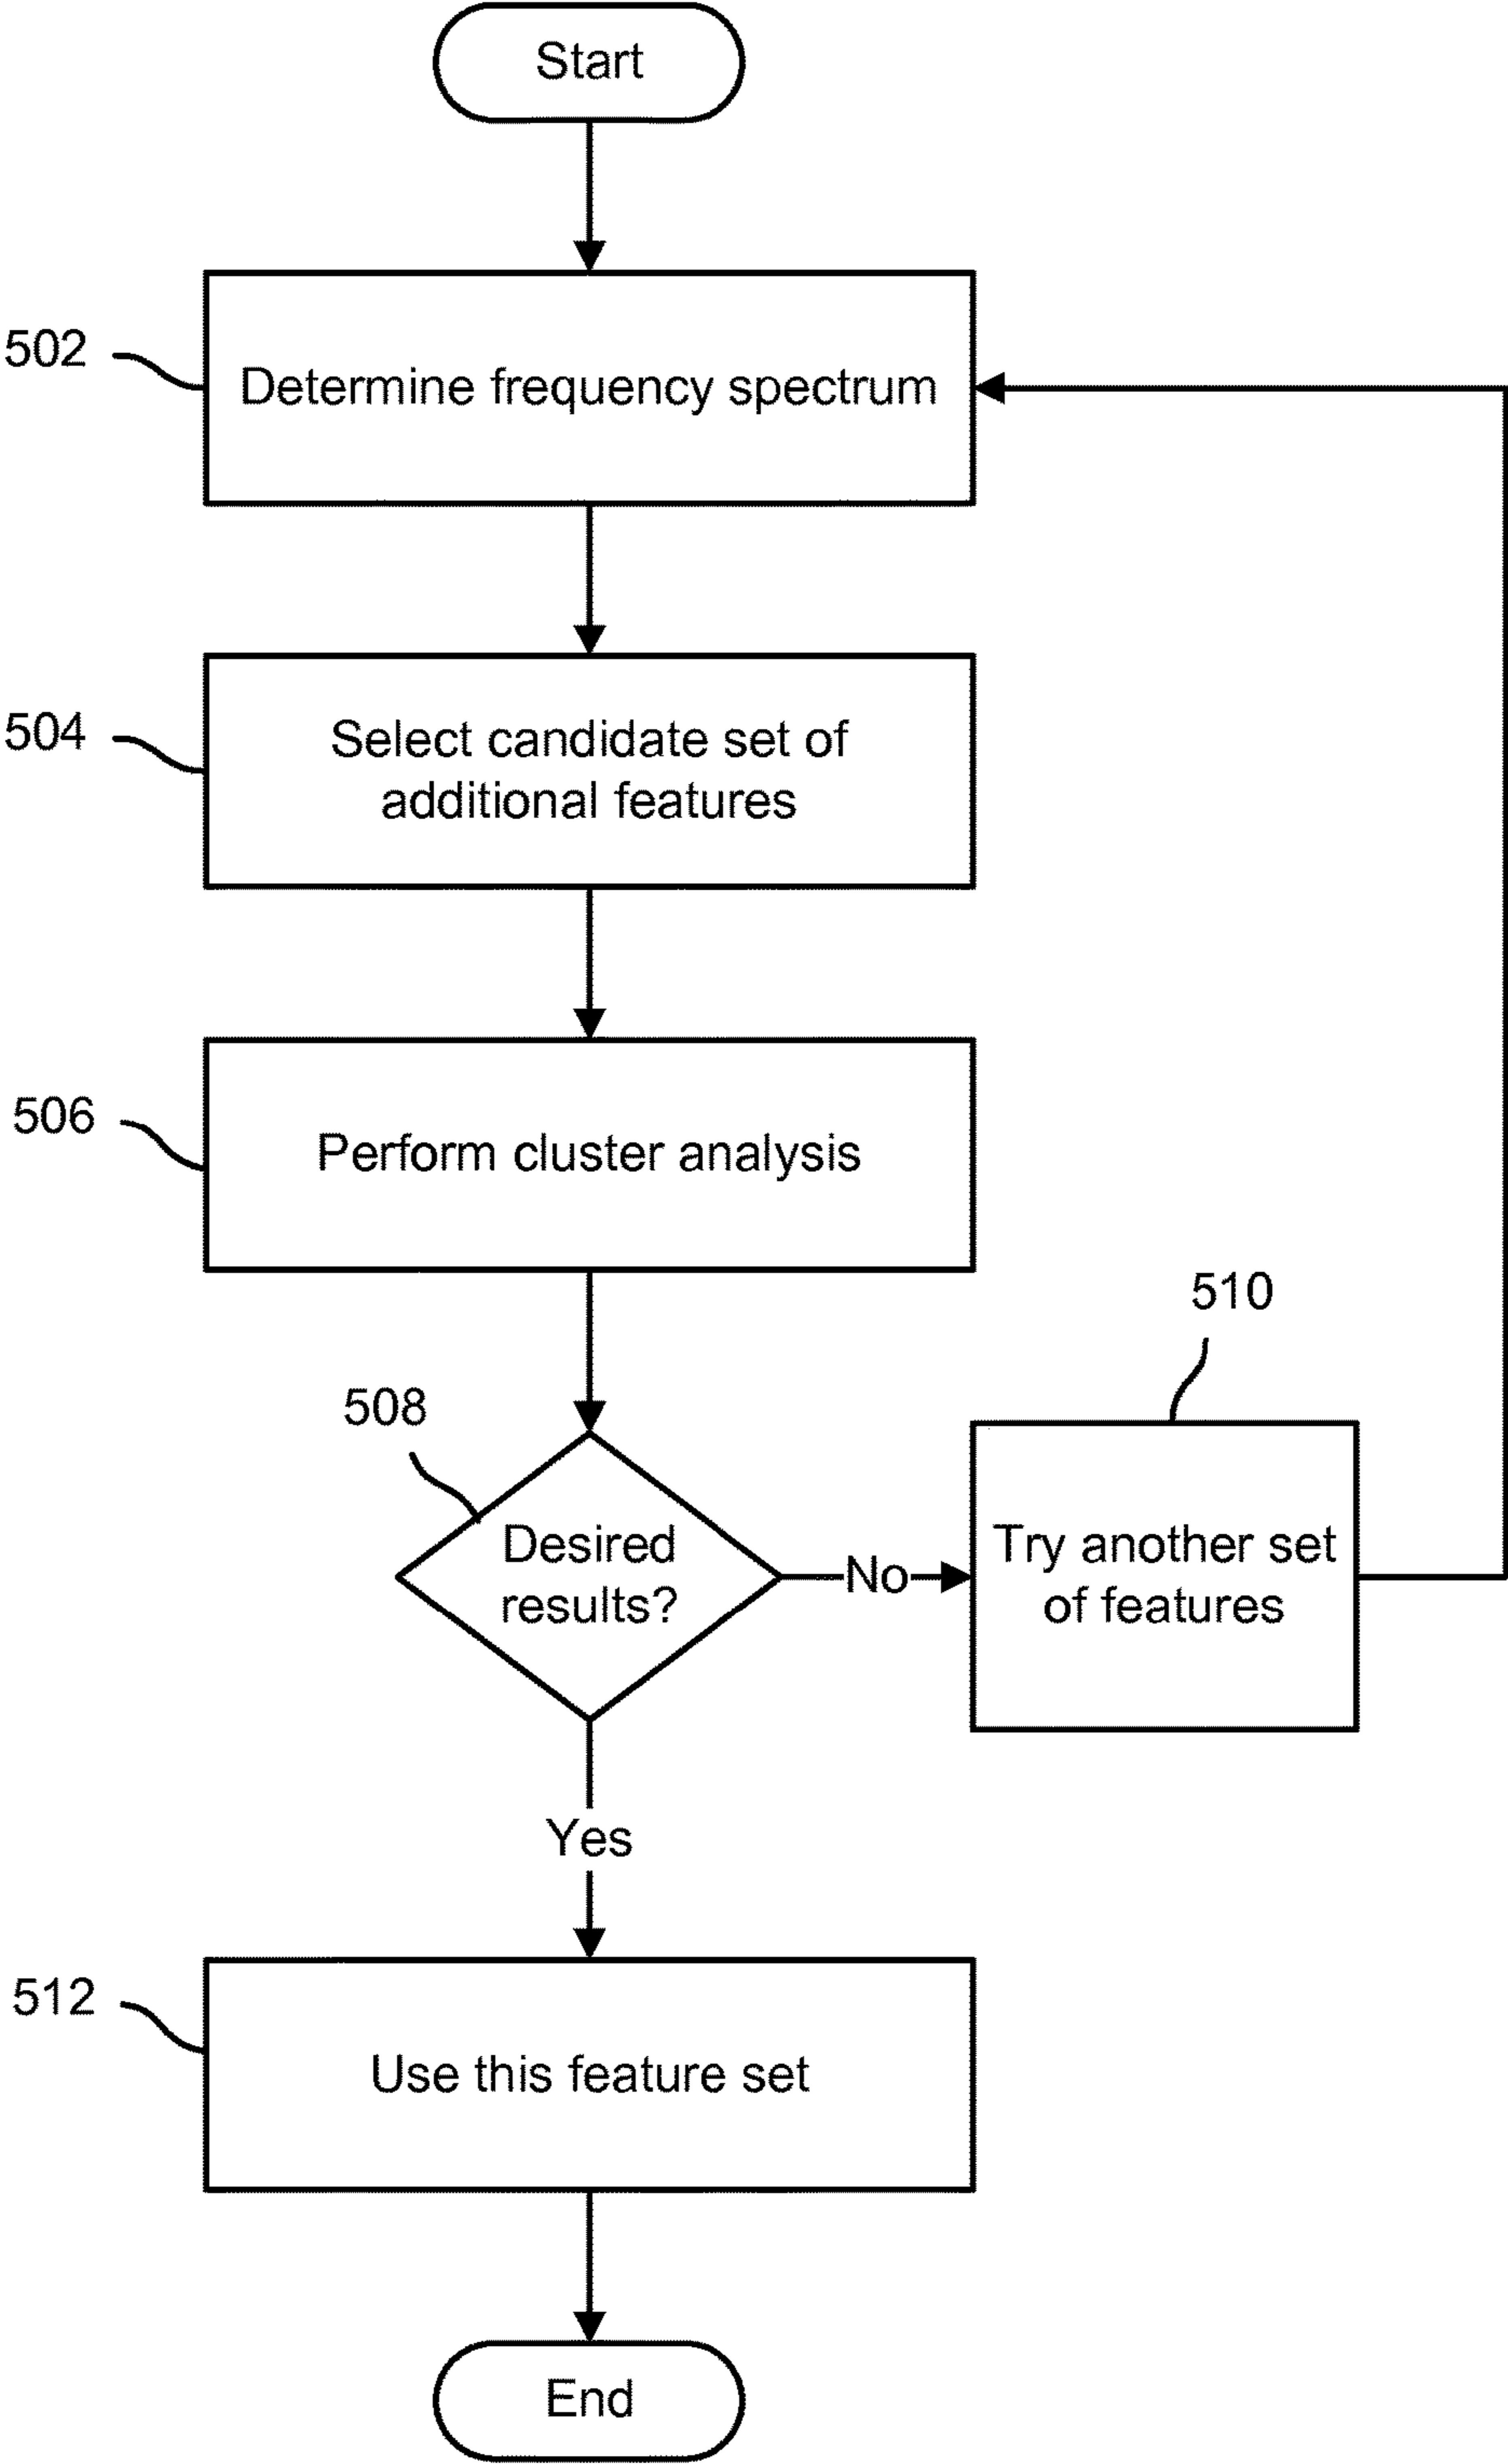 Start
502
Determine frequency spectrum
504
Select candidate set of
additional features
506
Perform cluster analysis
510
508
Desired
results?
No
Try another set
of features
Yes
512
Use this feature set
End